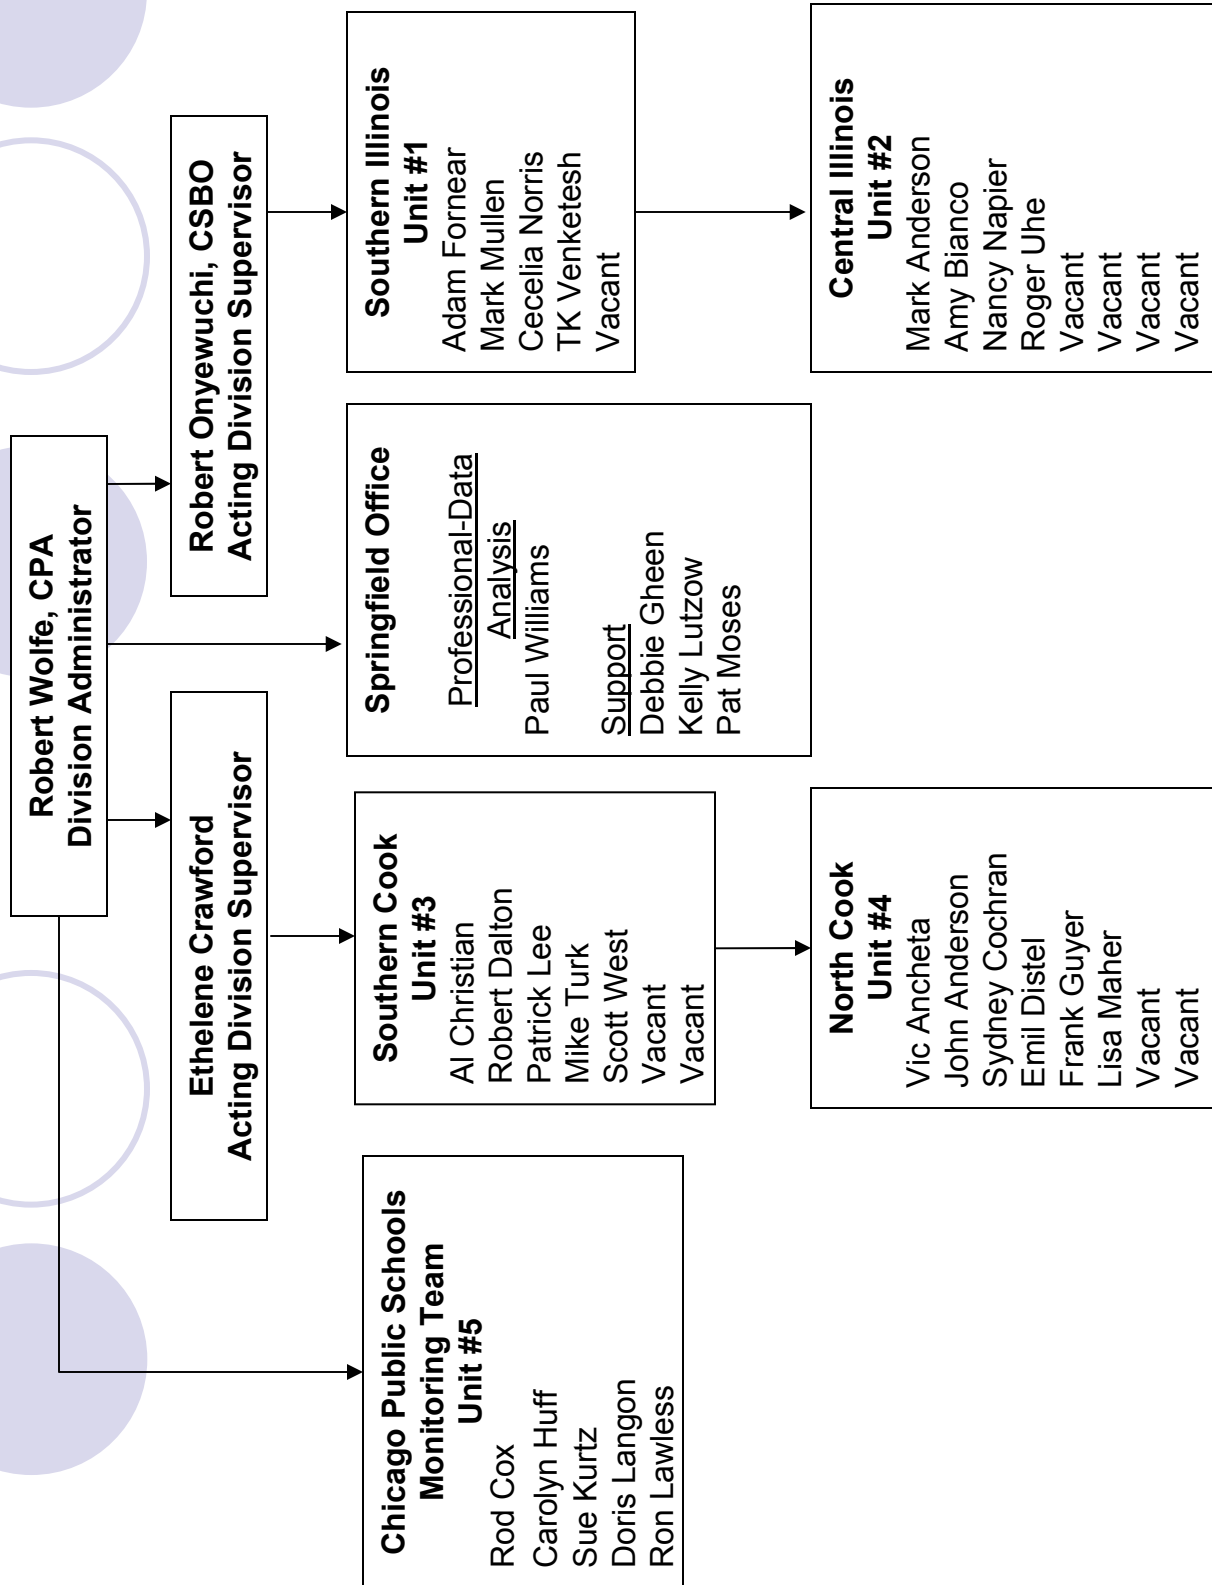 Robert Wolfe, CPA
Division Administrator
Ethelene Crawford
Acting Division Supervisor
Robert Onyewuchi, CSBO
Acting Division Supervisor
Chicago Public Schools
Monitoring Team
Unit #5
Rod Cox
Carolyn Huff
Sue Kurtz
Doris Langon
Ron Lawless
Southern Cook
Unit #3
Al Christian
Robert Dalton
Patrick Lee
Mike Turk
Scott West
Vacant
Vacant
Springfield Office
Professional-Data
Analysis
Paul Williams
Support
Debbie Gheen
Kelly Lutzow
Pat Moses
Southern Illinois
Unit #1
Adam Fornear
Mark Mullen
Cecelia Norris
TK Venketesh
Vacant
North Cook
Unit #4
Vic Ancheta
John Anderson
Sydney Cochran
Emil Distel
Frank Guyer
Lisa Maher
Vacant
Vacant
Central Illinois
Unit #2
Mark Anderson
Amy Bianco
Nancy Napier
Roger Uhe
Vacant
Vacant
Vacant
Vacant